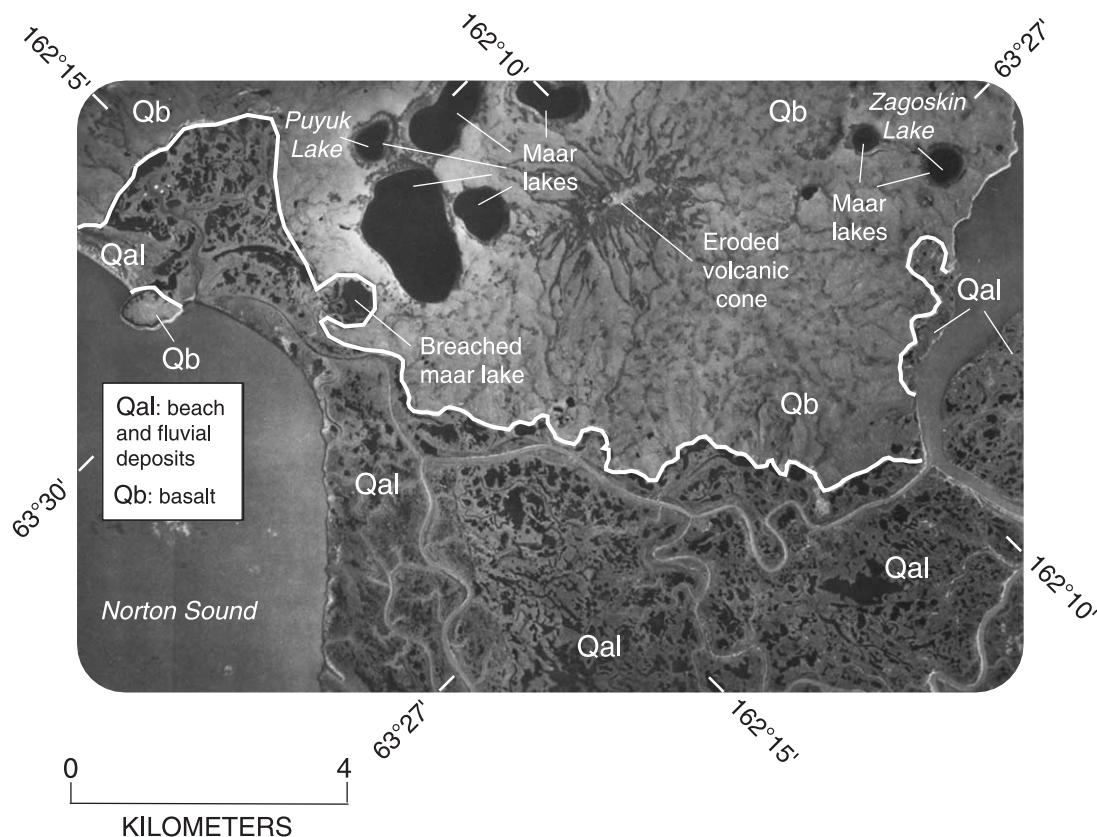 162°15'
162°10'
63°27'
Qb
Puyuk
Lake
Maar
lakes
Qb
Zagoskin
Lake
Maar
lakes
Qal
Eroded
volcanic
cone
Qal
Qb
Breached
maar lake
Qb
Qal: beach
and fluvial
deposits
Qb: basalt
Qal
63°30'
Qal
162°10'
Norton Sound
Qal
63°27'
162°15'
0 4
KILOMETERS